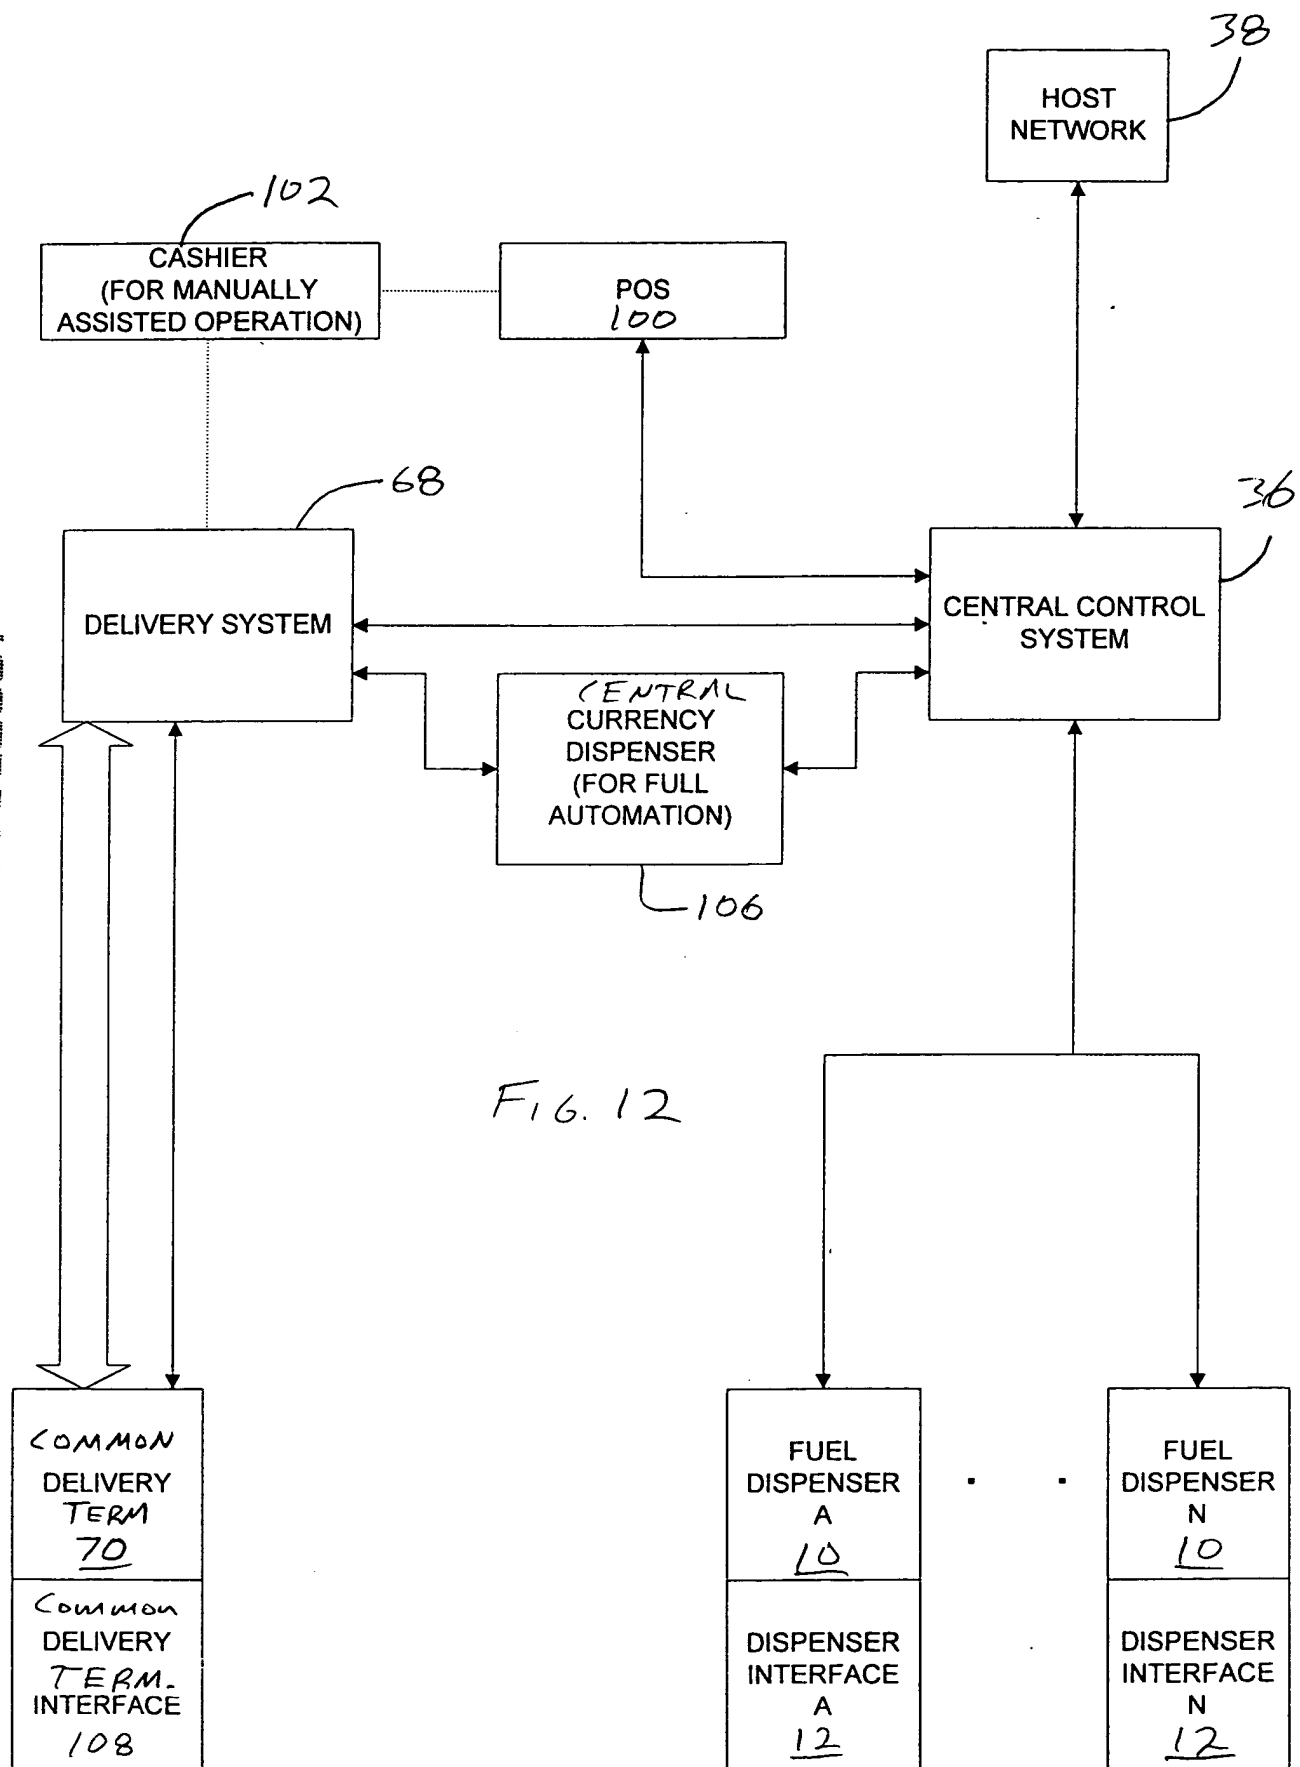 38
HOST
NETWORK
102
CASHIER
(FOR MANUALLY
ASSISTED OPERATION)
POS
100
68
36
DELIVERY SYSTEM
CENTRAL CONTROL
SYSTEM
CENTRAL
CURRENCY
DISPENSER
(FOR FULL
AUTOMATION)
106
FIG. 12
COMMON
DELIVERY
TERM
70
COMMON
DELIVERY
TERM.
INTERFACE
108
FUEL
DISPENSER
A
10
DISPENSER
INTERFACE
A
12
FUEL
DISPENSER
N
10
DISPENSER
INTERFACE
N
12